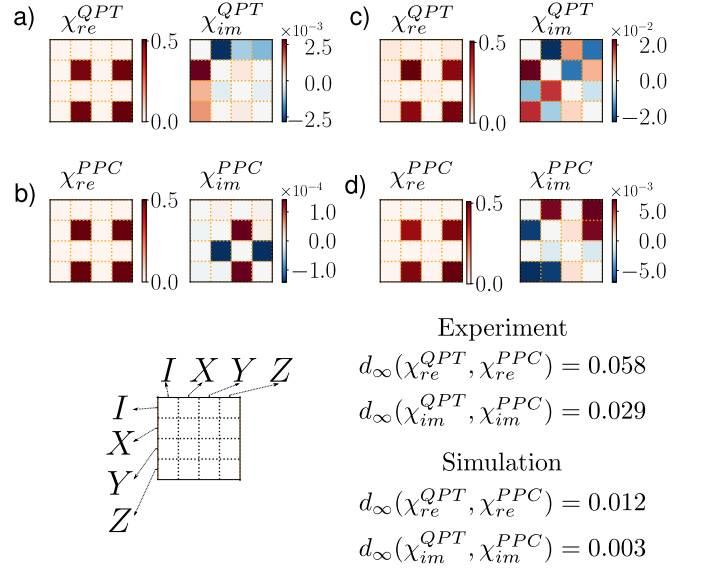 a) χ_re^QPT χ_im^QPT
×10⁻³
0.5 2.5
0.0
0.0 −2.5
c) χ_re^QPT χ_im^QPT
×10⁻²
0.5 2.0
0.0
0.0 −2.0
b) χ_re^PPC χ_im^PPC
×10⁻⁴
0.5 1.0
0.0
0.0 −1.0
d) χ_re^PPC χ_im^PPC
×10⁻³
0.5 5.0
0.0
0.0 −5.0
I X Y Z
I
X
Y
Z
Experiment
d_∞(χ_re^QPT, χ_re^PPC) = 0.058
d_∞(χ_im^QPT, χ_im^PPC) = 0.029
Simulation
d_∞(χ_re^QPT, χ_re^PPC) = 0.012
d_∞(χ_im^QPT, χ_im^PPC) = 0.003